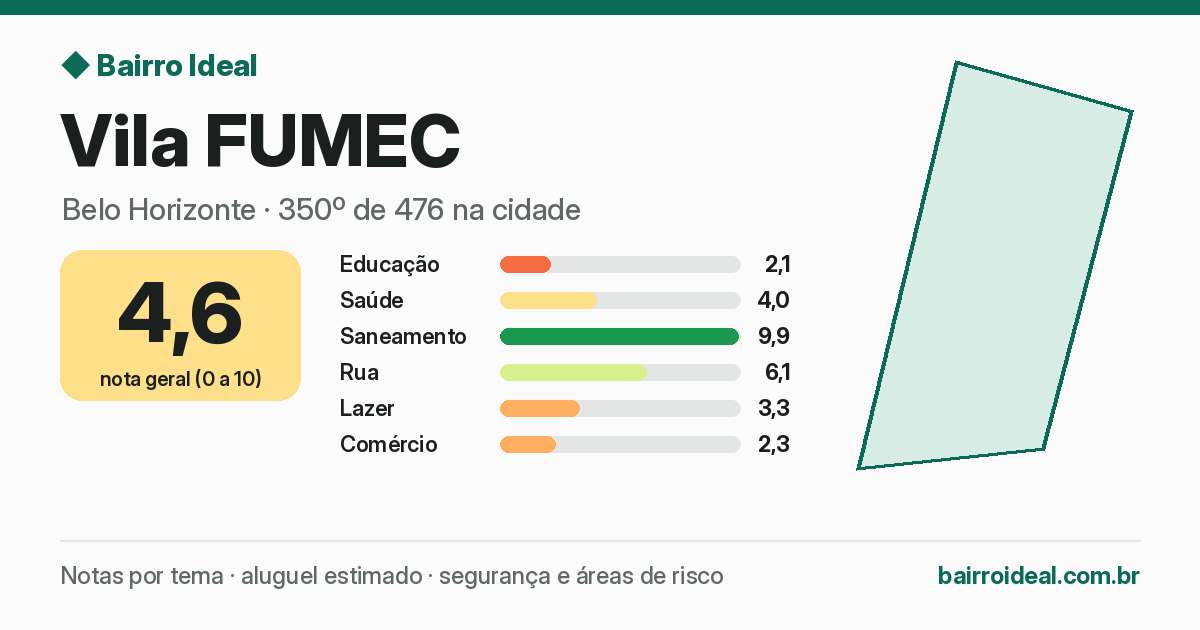 Bairro Ideal
Vila FUMEC
Belo Horizonte · 350º de 476 na cidade
4,6
nota geral (0 a 10)
Educação 2,1
Saúde 4,0
Saneamento 9,9
Rua 6,1
Lazer 3,3
Comércio 2,3
Notas por tema · aluguel estimado · segurança e áreas de risco
bairroideal.com.br